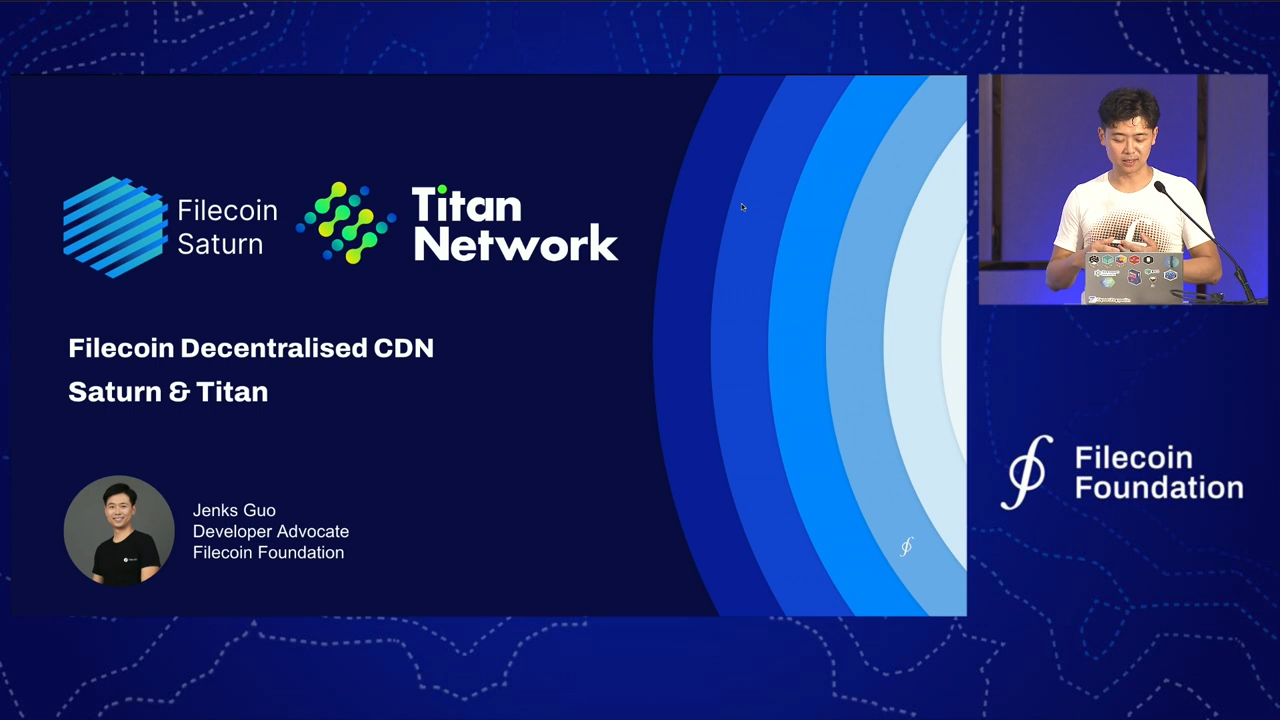 Filecoin
Saturn
Titan
Network
Filecoin Decentralised CDN
Saturn & Titan
Jenks Guo
Developer Advocate
Filecoin Foundation
Filecoin
Foundation